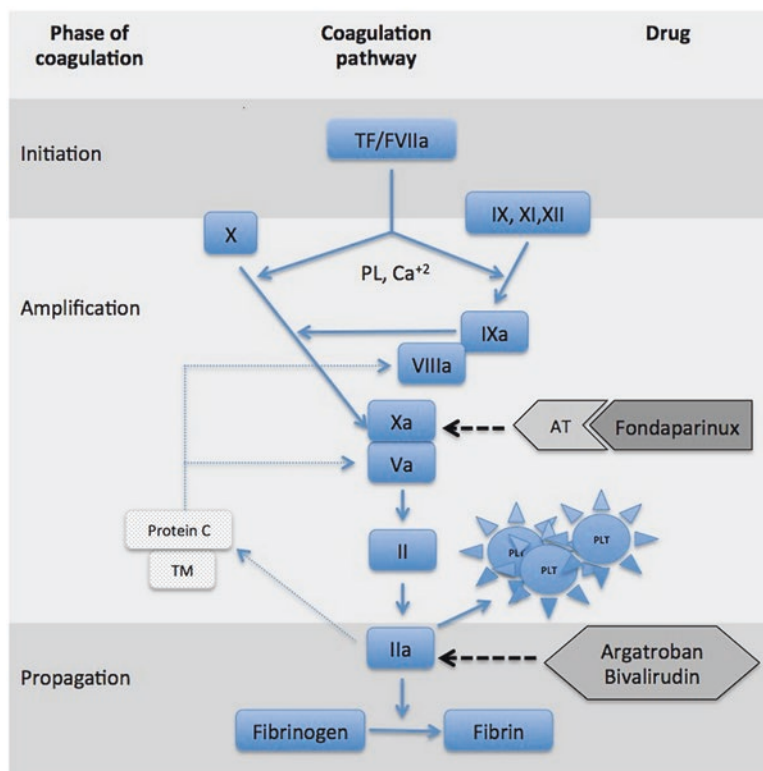 Phase of
coagulation
Coagulation
pathway
Drug
Initiation
TF/FVIIa
IX, XI,XII
X
PL, Ca+2
Amplification
IXa
VIIIa
Xa
AT
Fondaparinux
Va
Protein C
TM
II
PLT
PLT
IIa
Argatroban
Bivalirudin
Propagation
Fibrinogen
Fibrin